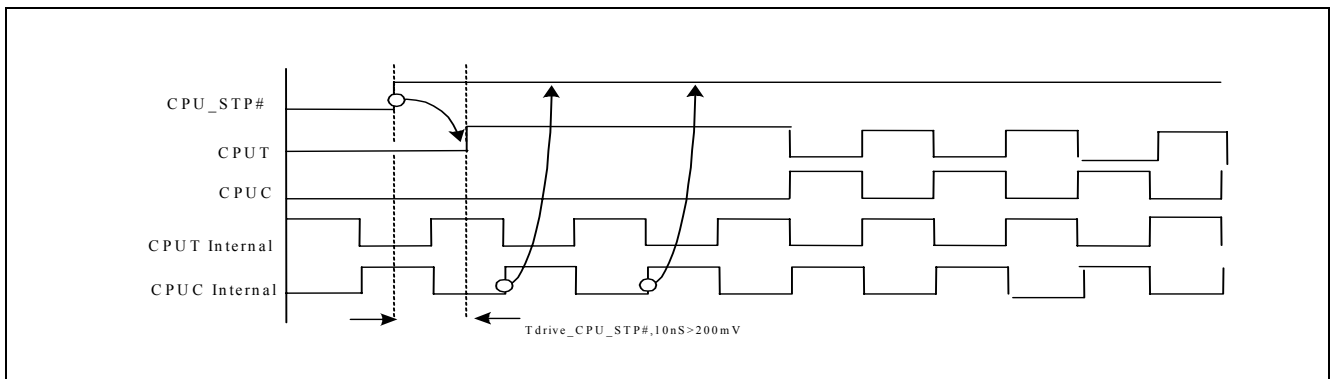 CPU_STP#
CPUT
CPUC
CPUT Internal
CPUC Internal
Tdrive_CPU_STP#,10nS>200mV